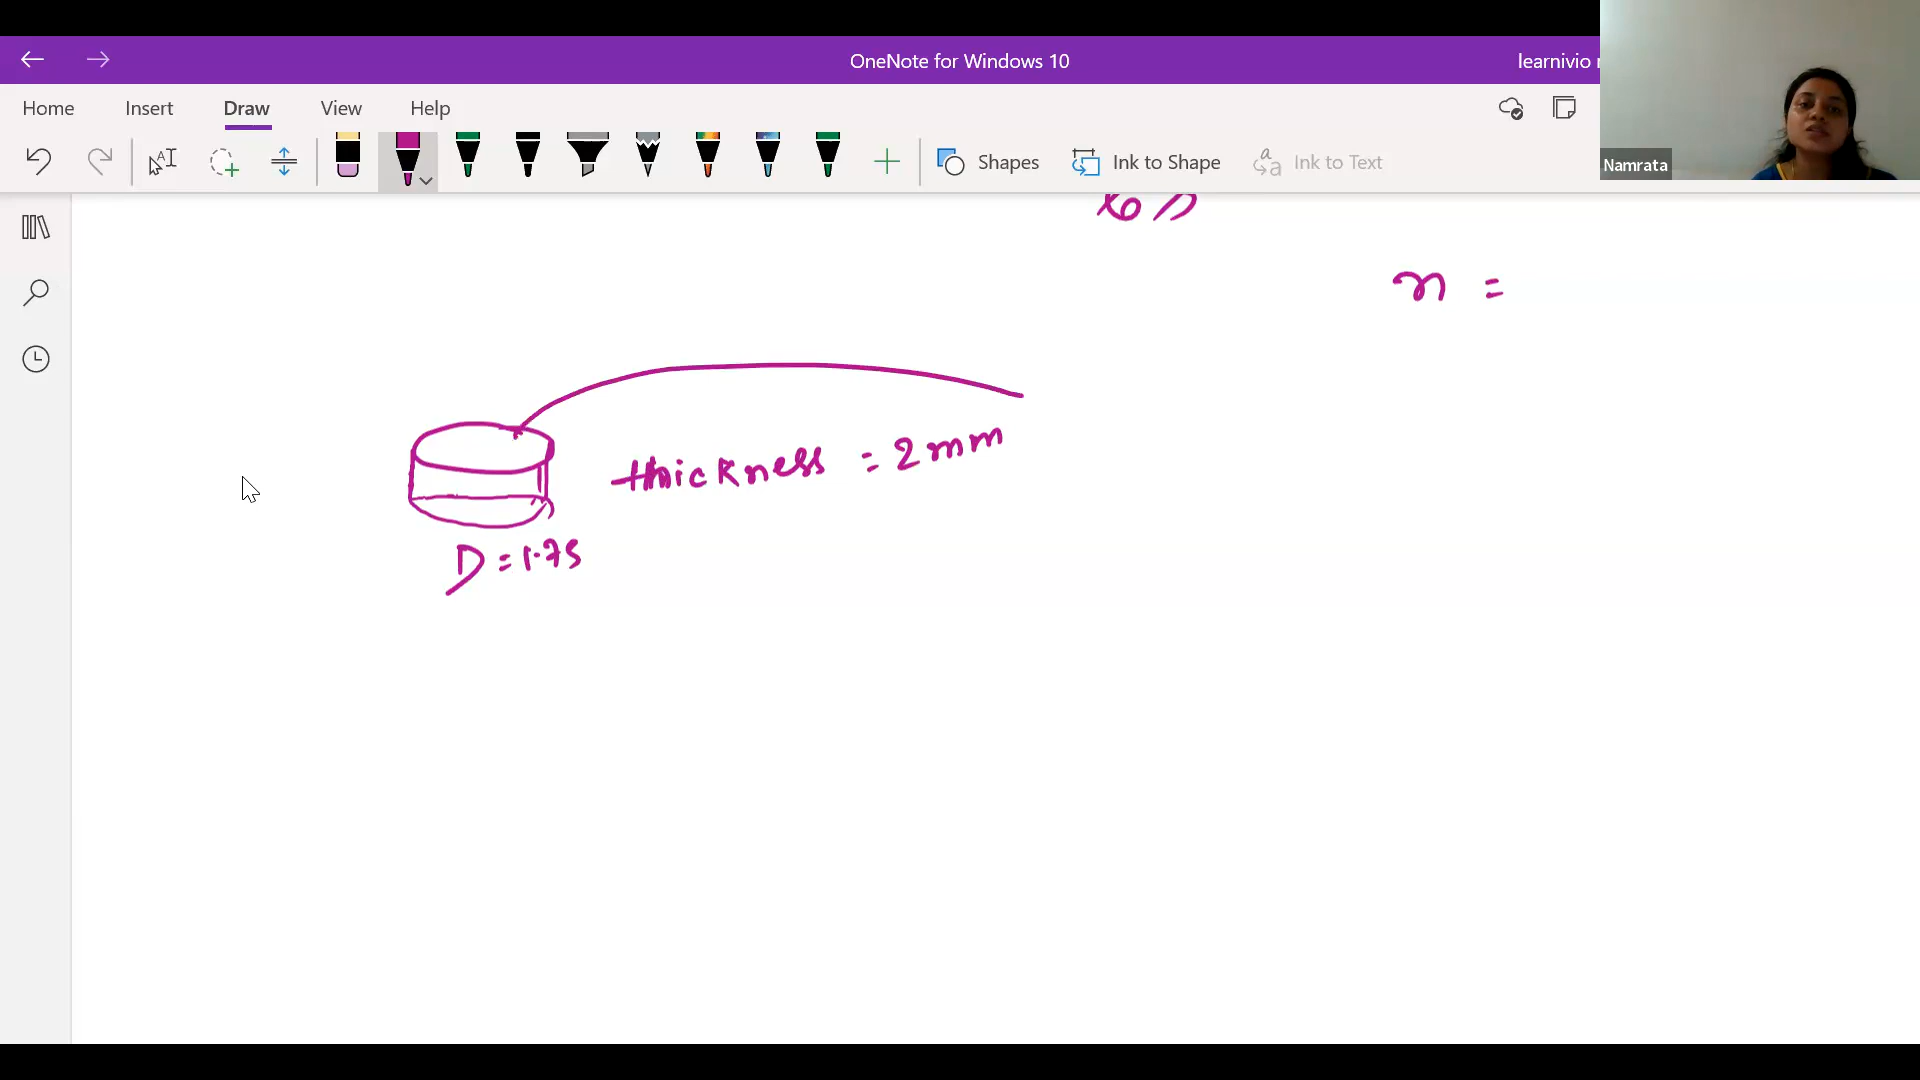 OneNote for Windows 10
learnivio
Home Insert Draw View Help
Shapes Ink to Shape Ink to Text
Namrata
n =
thickness = 2mm
D = 1.75